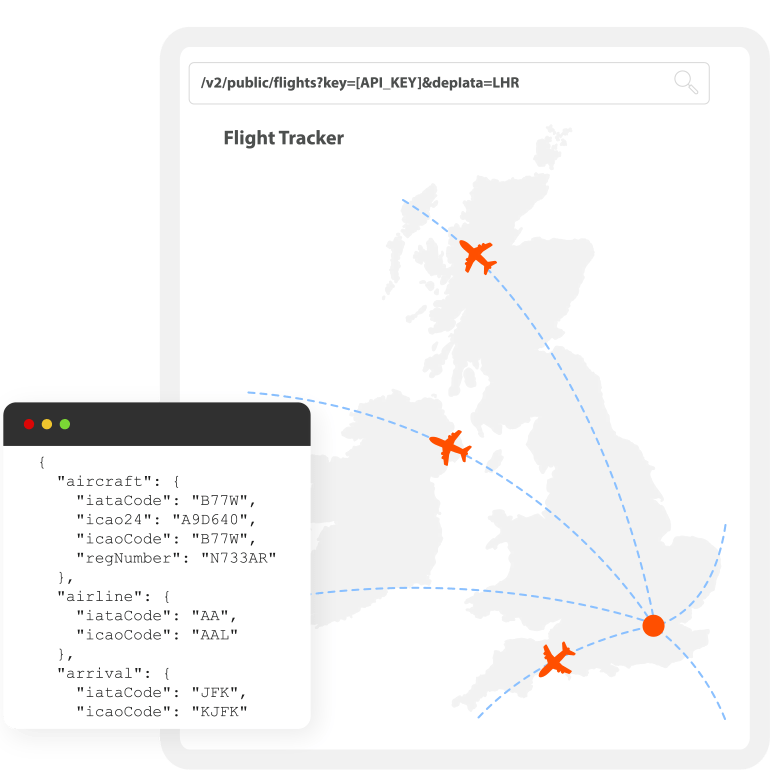 /v2/public/flights?key=[API_KEY]&depIata=LHR
Flight Tracker
{
"aircraft": {
"iataCode": "B77W",
"icao24": "A9D640",
"icaoCode": "B77W",
"regNumber": "N733AR"
},
"airline": {
"iataCode": "AA",
"icaoCode": "AAL"
},
"arrival": {
"iataCode": "JFK",
"icaoCode": "KJFK"